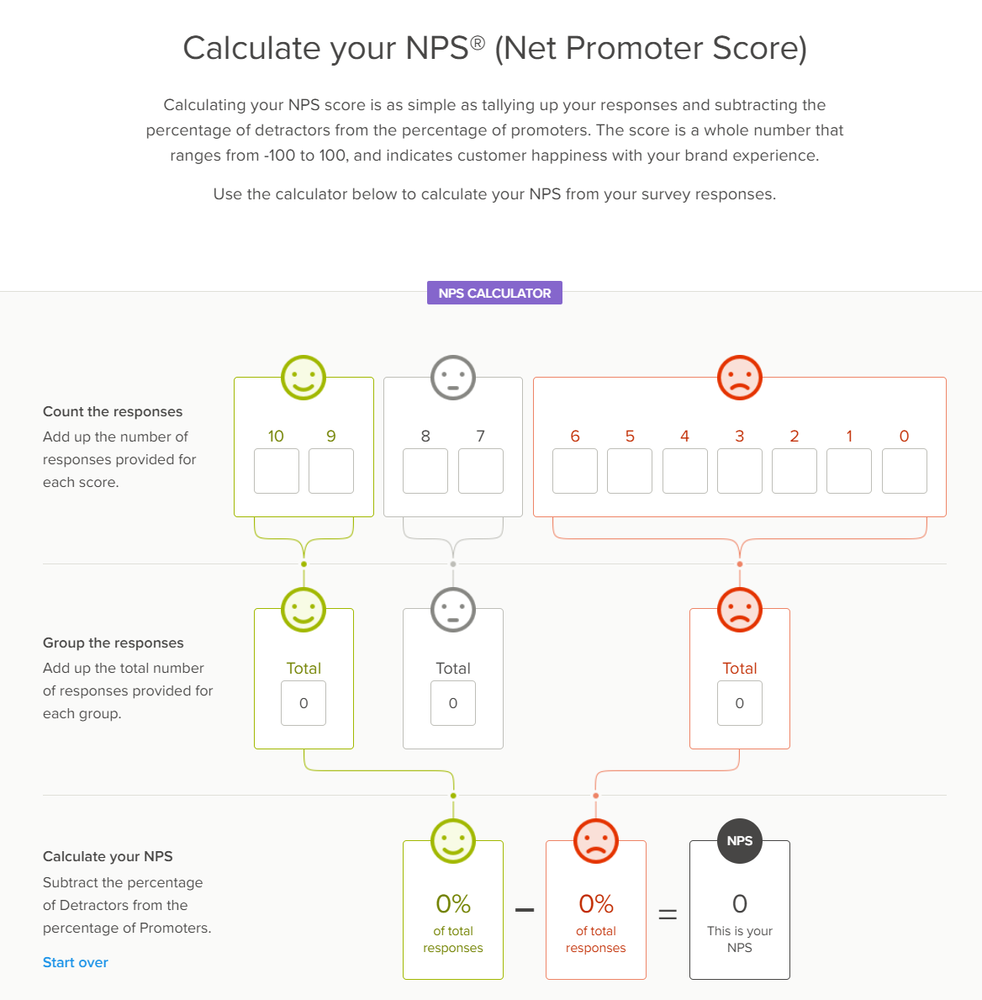 Calculate your NPS® (Net Promoter Score)
Calculating your NPS score is as simple as tallying up your responses and subtracting the
percentage of detractors from the percentage of promoters. The score is a whole number that
ranges from -100 to 100, and indicates customer happiness with your brand experience.
Use the calculator below to calculate your NPS from your survey responses.
NPS CALCULATOR
Count the responses
Add up the number of
responses provided for
each score.
10 9 8 7 6 5 4 3 2 1 0
Group the responses
Add up the total number
of responses provided for
each group.
Total Total Total
0 0 0
Calculate your NPS
Subtract the percentage
of Detractors from the
percentage of Promoters.
Start over
NPS
0% – 0% = 0
of total of total This is your
responses responses NPS